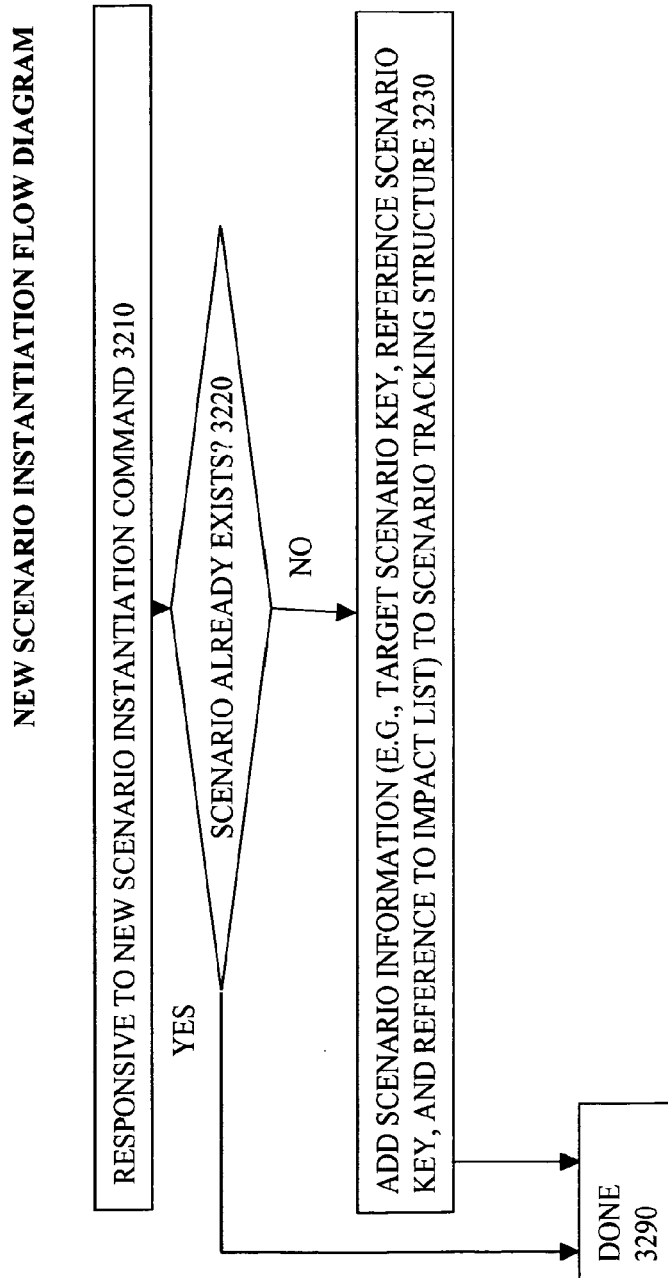 NEW SCENARIO INSTANTIATION FLOW DIAGRAM
RESPONSIVE TO NEW SCENARIO INSTANTIATION COMMAND 3210
YES
SCENARIO ALREADY EXISTS? 3220
NO
ADD SCENARIO INFORMATION (E.G., TARGET SCENARIO KEY, REFERENCE SCENARIO
KEY, AND REFERENCE TO IMPACT LIST) TO SCENARIO TRACKING STRUCTURE 3230
DONE
3290